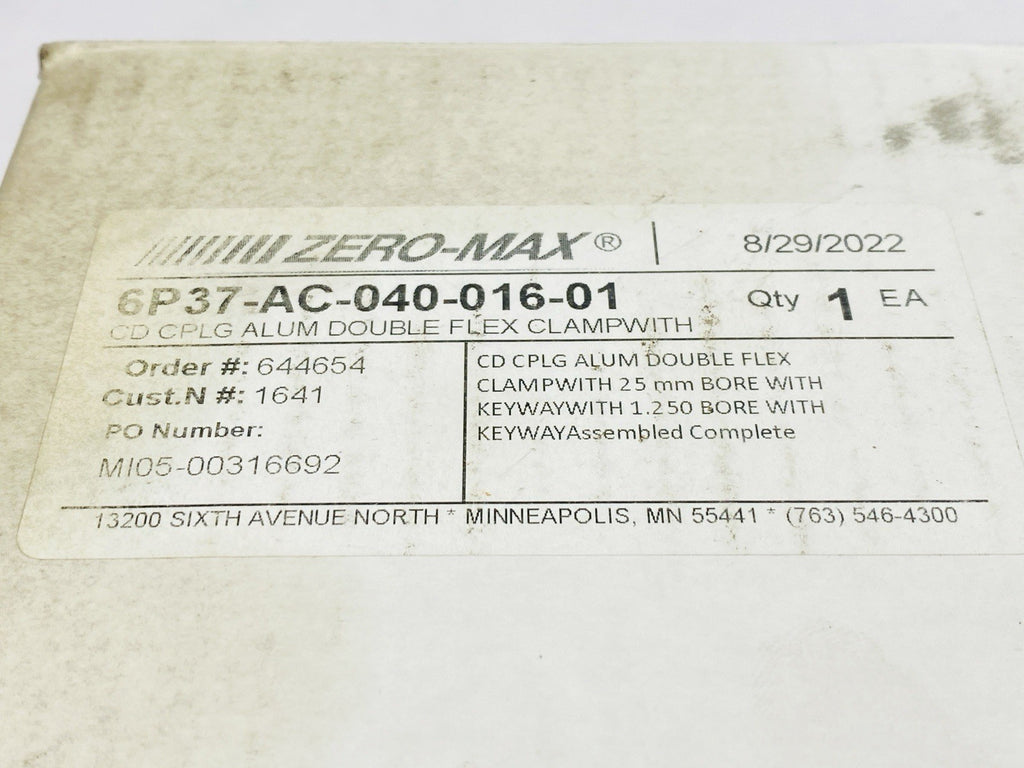 ZERO-MAX® 8/29/2022
6P37-AC-040-016-01 Qty 1 EA
CD CPLG ALUM DOUBLE FLEX CLAMPWITH
Order #: 644654
Cust.N #: 1641
PO Number:
MI05-00316692
CD CPLG ALUM DOUBLE FLEX
CLAMPWITH 25 mm BORE WITH
KEYWAYWITH 1.250 BORE WITH
KEYWAYAssembled Complete
13200 SIXTH AVENUE NORTH * MINNEAPOLIS, MN 55441 * (763) 546-4300